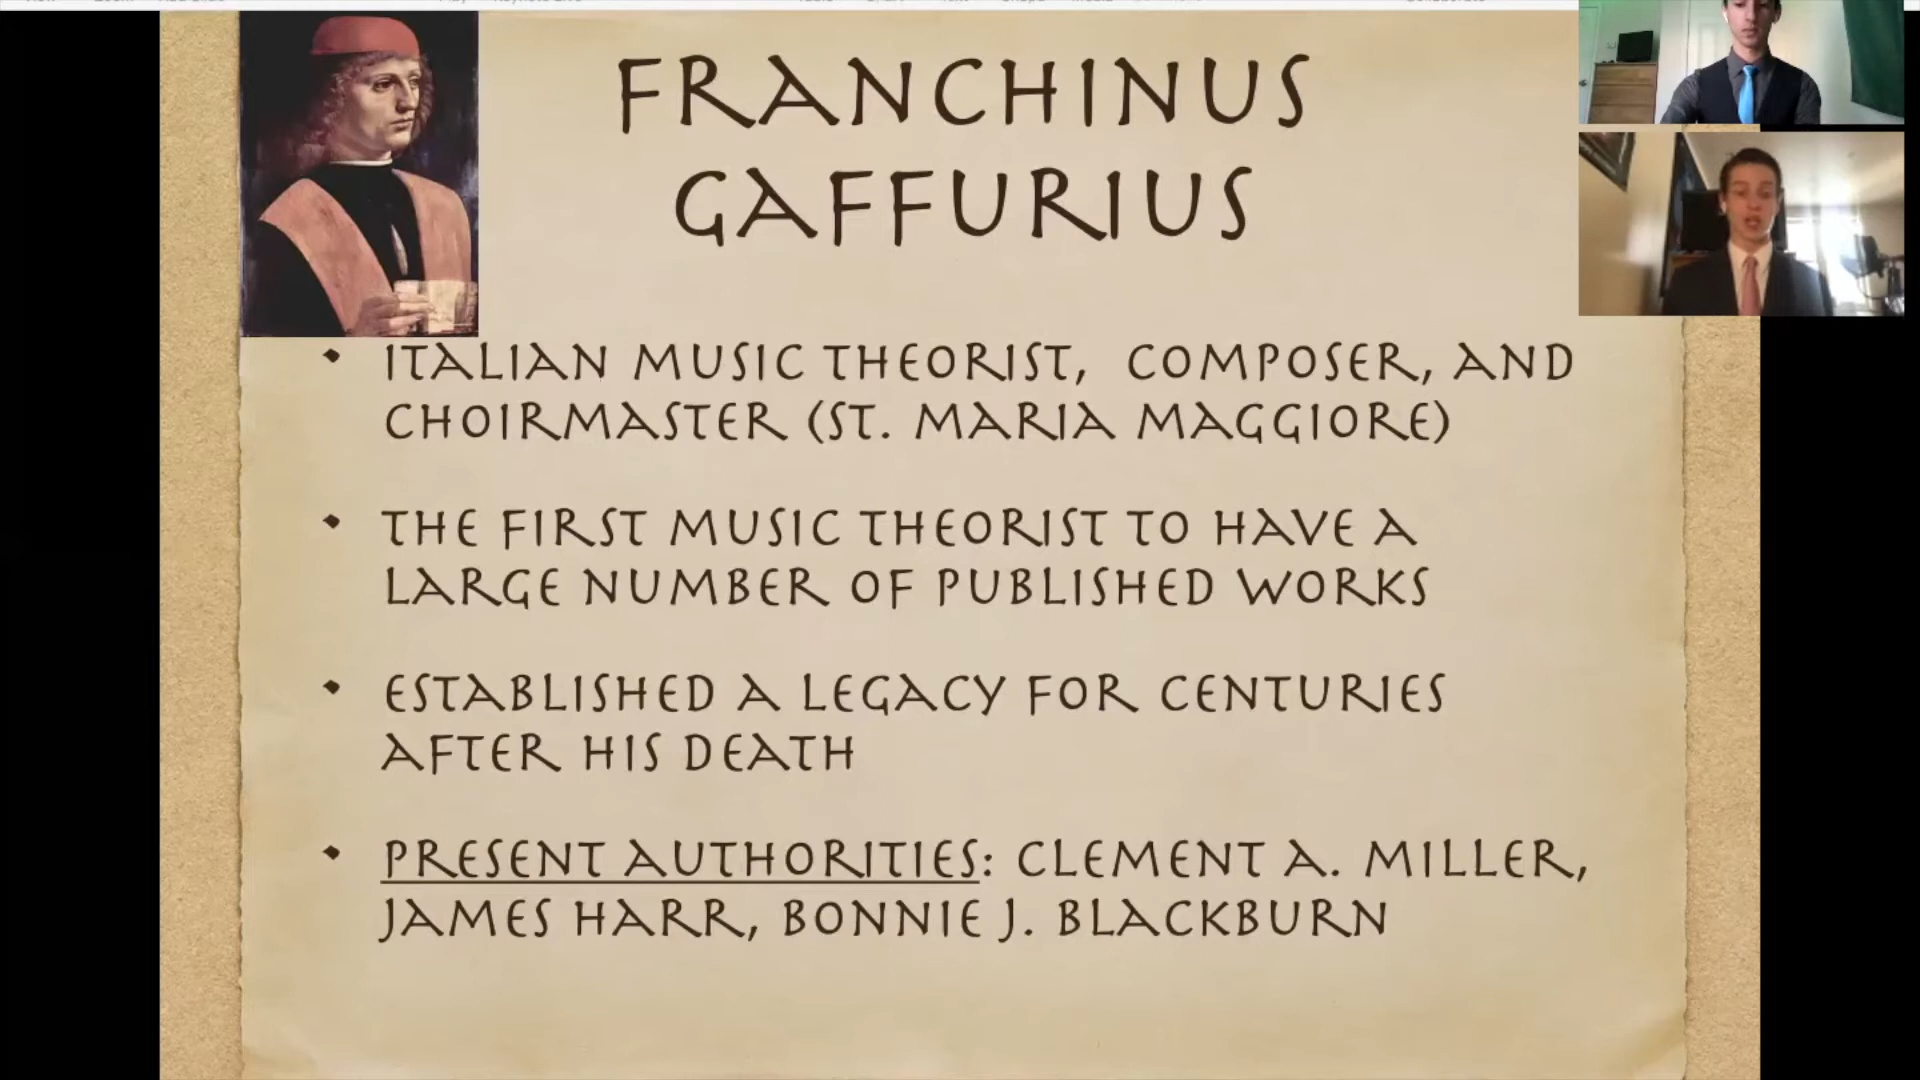 FRANCHINUS
GAFFURIUS
• ITALIAN MUSIC THEORIST, COMPOSER, AND
CHOIRMASTER (ST. MARIA MAGGIORE)
• THE FIRST MUSIC THEORIST TO HAVE A
LARGE NUMBER OF PUBLISHED WORKS
• ESTABLISHED A LEGACY FOR CENTURIES
AFTER HIS DEATH
• PRESENT AUTHORITIES: CLEMENT A. MILLER,
JAMES HARR, BONNIE J. BLACKBURN